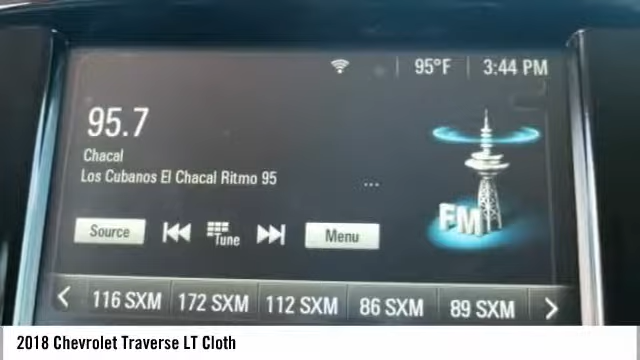 95°F 3:44 PM
95.7
Chacal
Los Cubanos El Chacal Ritmo 95
...
FM
Source Tune Menu
116 SXM 172 SXM 112 SXM 86 SXM 89 SXM
2018 Chevrolet Traverse LT Cloth